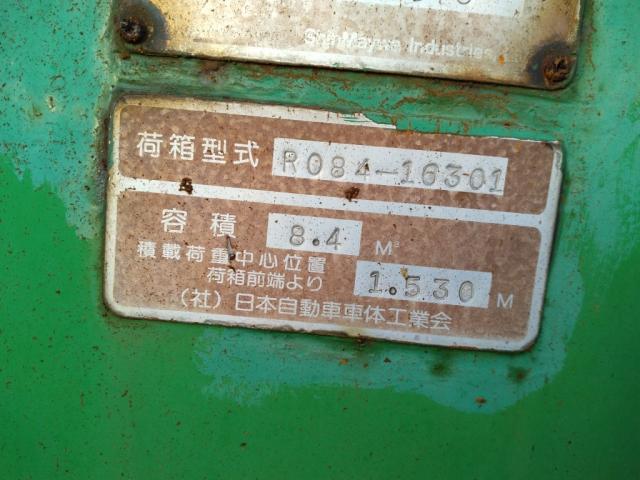 ShinMaywa Industries
荷箱型式 R084-16301
容積 8.4 M³
積載荷重中心位置
荷箱前端より 1.530 M
(社)日本自動車車体工業会